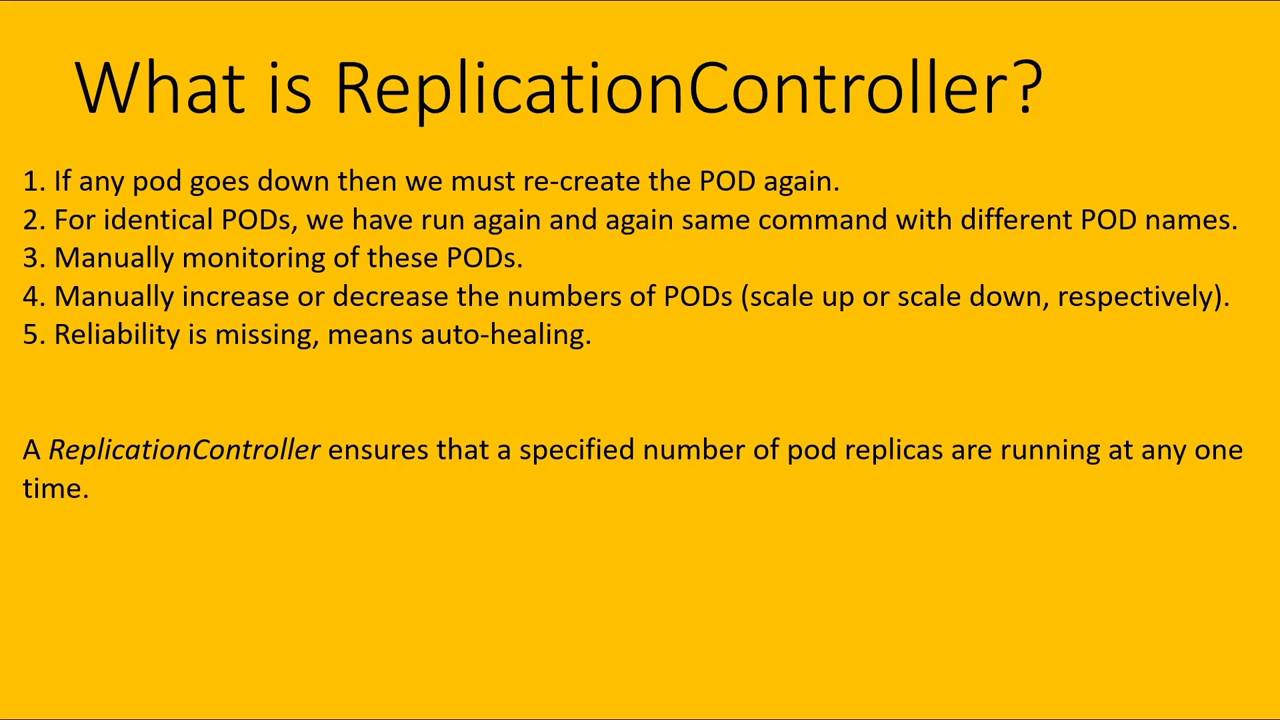 What is ReplicationController?
1. If any pod goes down then we must re-create the POD again.
2. For identical PODs, we have run again and again same command with different POD names.
3. Manually monitoring of these PODs.
4. Manually increase or decrease the numbers of PODs (scale up or scale down, respectively).
5. Reliability is missing, means auto-healing.
A ReplicationController ensures that a specified number of pod replicas are running at any one
time.